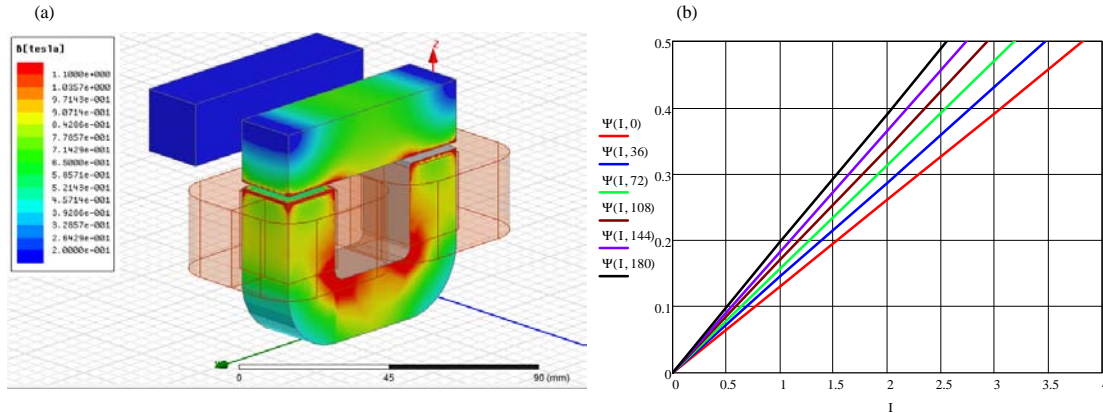 (a)
B[tesla]
1.1000e+000
1.0357e+000
9.7143e-001
9.0714e-001
8.4286e-001
7.7857e-001
7.1429e-001
6.5000e-001
5.8571e-001
5.2143e-001
4.5714e-001
3.9286e-001
3.2857e-001
2.6429e-001
2.0000e-001
Z
0 45 90 (mm)
(b)
0.5
0.4
0.3
0.2
0.1
0
Ψ(I, 0)
Ψ(I, 36)
Ψ(I, 72)
Ψ(I, 108)
Ψ(I, 144)
Ψ(I, 180)
0 0.5 1 1.5 2 2.5 3 3.5 4
I